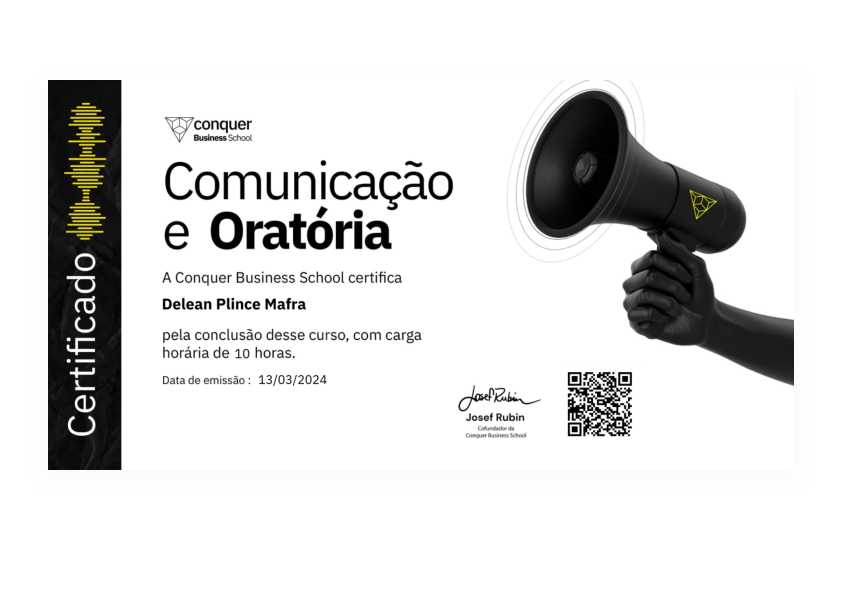 Certificado
conquer
Business School
Comunicação
e Oratória
A Conquer Business School certifica
Delean Plince Mafra
pela conclusão desse curso, com carga
horária de 10 horas.
Data de emissão : 13/03/2024
Josef Rubin
Josef Rubin
Cofundador da
Conquer Business School